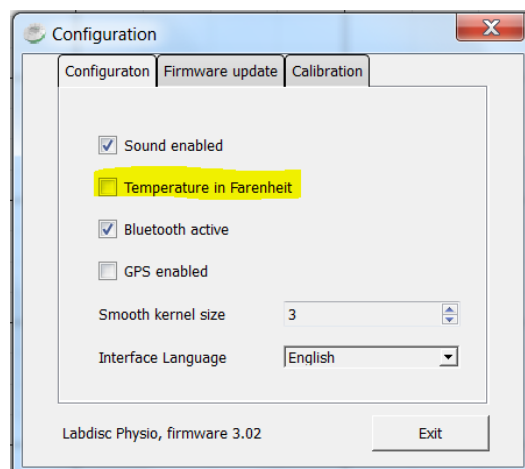 Configuration
Configuraton Firmware update Calibration
Sound enabled
Temperature in Farenheit
Bluetooth active
GPS enabled
Smooth kernel size 3
Interface Language English
Labdisc Physio, firmware 3.02 Exit